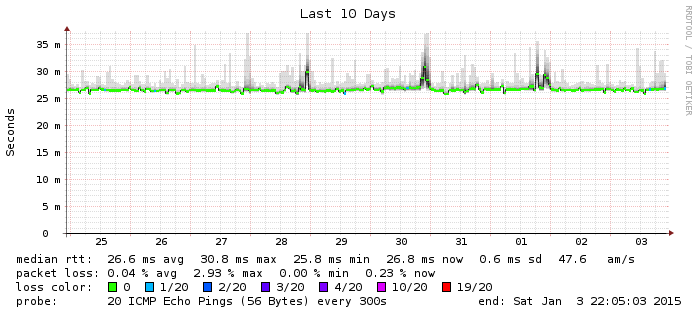 Last 10 Days
RRDTOOL / TOBI OETIKER
Seconds
35 m
30 m
25 m
20 m
15 m
10 m
5 m
0
25 26 27 28 29 30 31 01 02 03
median rtt: 26.6 ms avg 30.8 ms max 25.8 ms min 26.8 ms now 0.6 ms sd 47.6 am/s
packet loss: 0.04 % avg 2.93 % max 0.00 % min 0.23 % now
loss color: 0 1/20 2/20 3/20 4/20 10/20 19/20
probe: 20 ICMP Echo Pings (56 Bytes) every 300s end: Sat Jan 3 22:05:03 2015